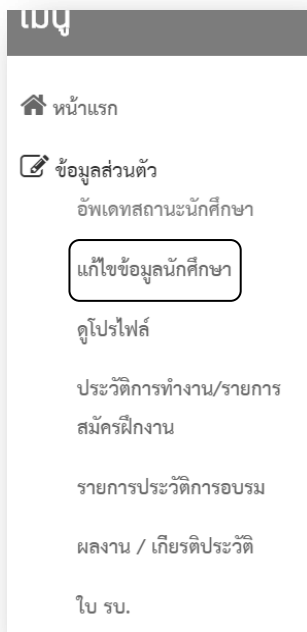 เมนู
หน้าแรก
ข้อมูลส่วนตัว
อัพเดทสถานะนักศึกษา
แก้ไขข้อมูลนักศึกษา
ดูโปรไฟล์
ประวัติการทำงาน/รายการ
สมัครฝึกงาน
รายการประวัติการอบรม
ผลงาน / เกียรติประวัติ
ใบ รบ.